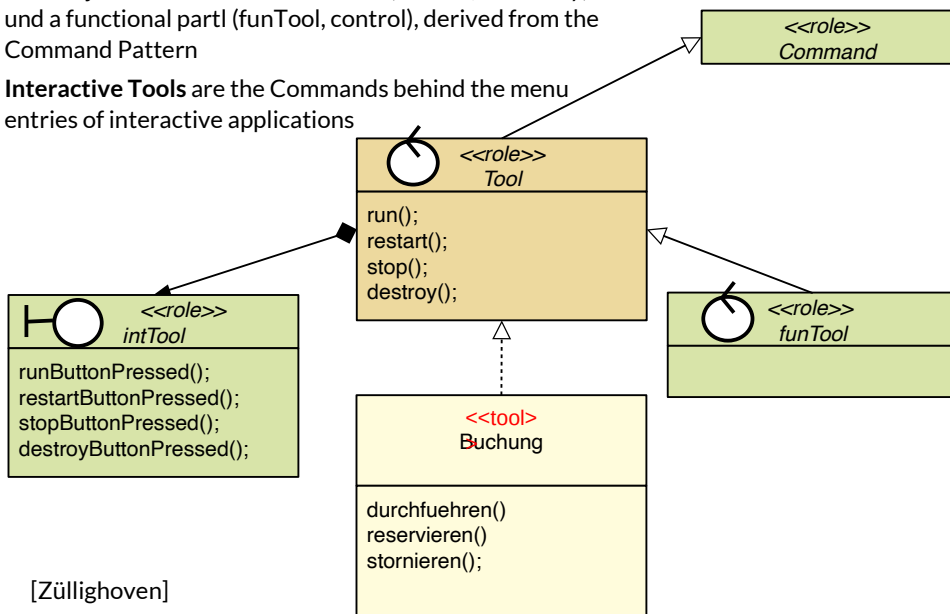 und a functional partl (funTool, control), derived from the
Command Pattern
Interactive Tools are the Commands behind the menu
entries of interactive applications
<<role>>
Command
<<role>>
Tool
run();
restart();
stop();
destroy();
<<role>>
intTool
runButtonPressed();
restartButtonPressed();
stopButtonPressed();
destroyButtonPressed();
<<role>>
funTool
<<tool>
>
Buchung
durchfuehren()
reservieren()
stornieren();
[Züllighoven]